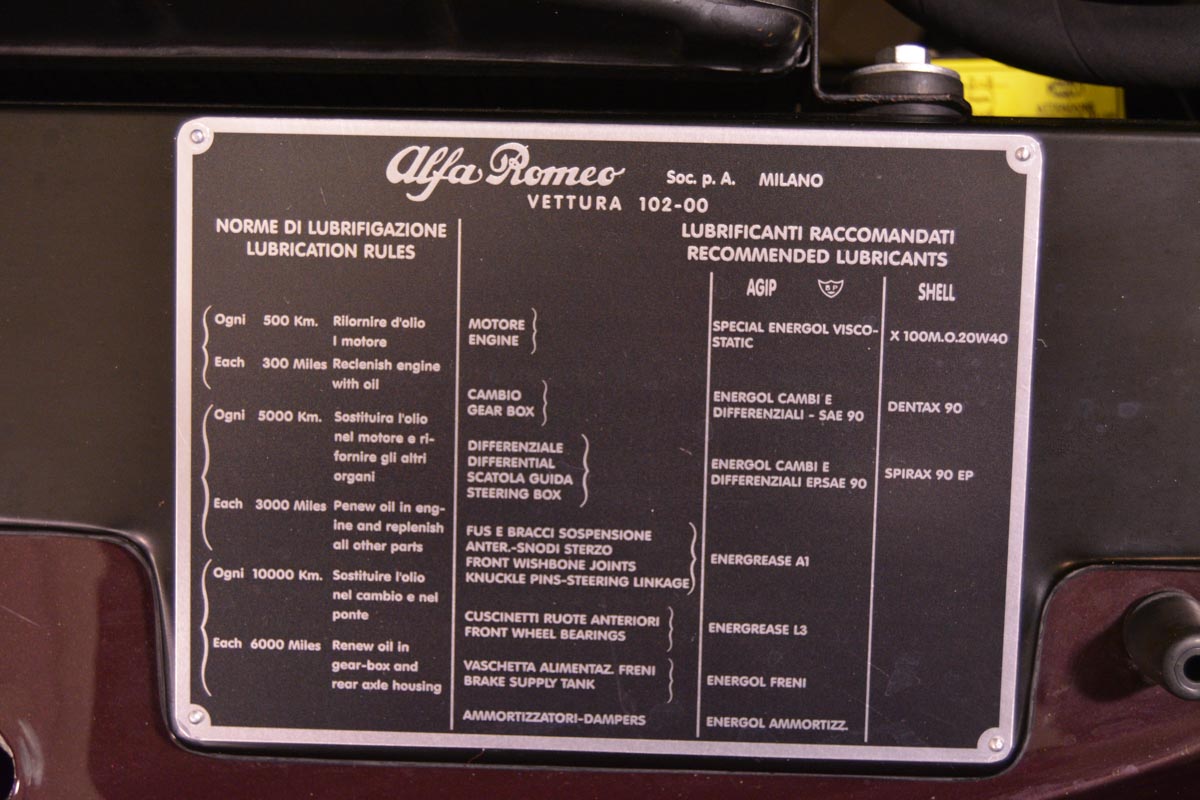 Alfa Romeo Soc. p. A. MILANO
VETTURA 102-00
NORME DI LUBRIFIGAZIONE
LUBRICATION RULES
Ogni 500 Km. Rilornire d'olio
I motore
Each 300 Miles Reclenish engine
with oil
Ogni 5000 Km. Sostituira l'olio
nel motore e ri-
fornire gli altri
organi
Each 3000 Miles Penew oil in eng-
ine and replenish
all other parts
Ogni 10000 Km. Sostituire l'olio
nel cambio e nel
ponte
Each 6000 Miles Renew oil in
gear-box and
rear axle housing
MOTORE
ENGINE
CAMBIO
GEAR BOX
DIFFERENZIALE
DIFFERENTIAL
SCATOLA GUIDA
STEERING BOX
FUS E BRACCI SOSPENSIONE
ANTER.-SNODI STERZO
FRONT WISHBONE JOINTS
KNUCKLE PINS-STEERING LINKAGE
CUSCINETTI RUOTE ANTERIORI
FRONT WHEEL BEARINGS
VASCHETTA ALIMENTAZ. FRENI
BRAKE SUPPLY TANK
AMMORTIZZATORI-DAMPERS
LUBRIFICANTI RACCOMANDATI
RECOMMENDED LUBRICANTS
AGIP BP
SPECIAL ENERGOL VISCO-
STATIC
ENERGOL CAMBI E
DIFFERENZIALI - SAE 90
ENERGOL CAMBI E
DIFFERENZIALI EP.SAE 90
ENERGREASE A1
ENERGREASE L3
ENERGOL FRENI
ENERGOL AMMORTIZZ.
SHELL
X 100M.O.20W40
DENTAX 90
SPIRAX 90 EP
ATTENZIONE